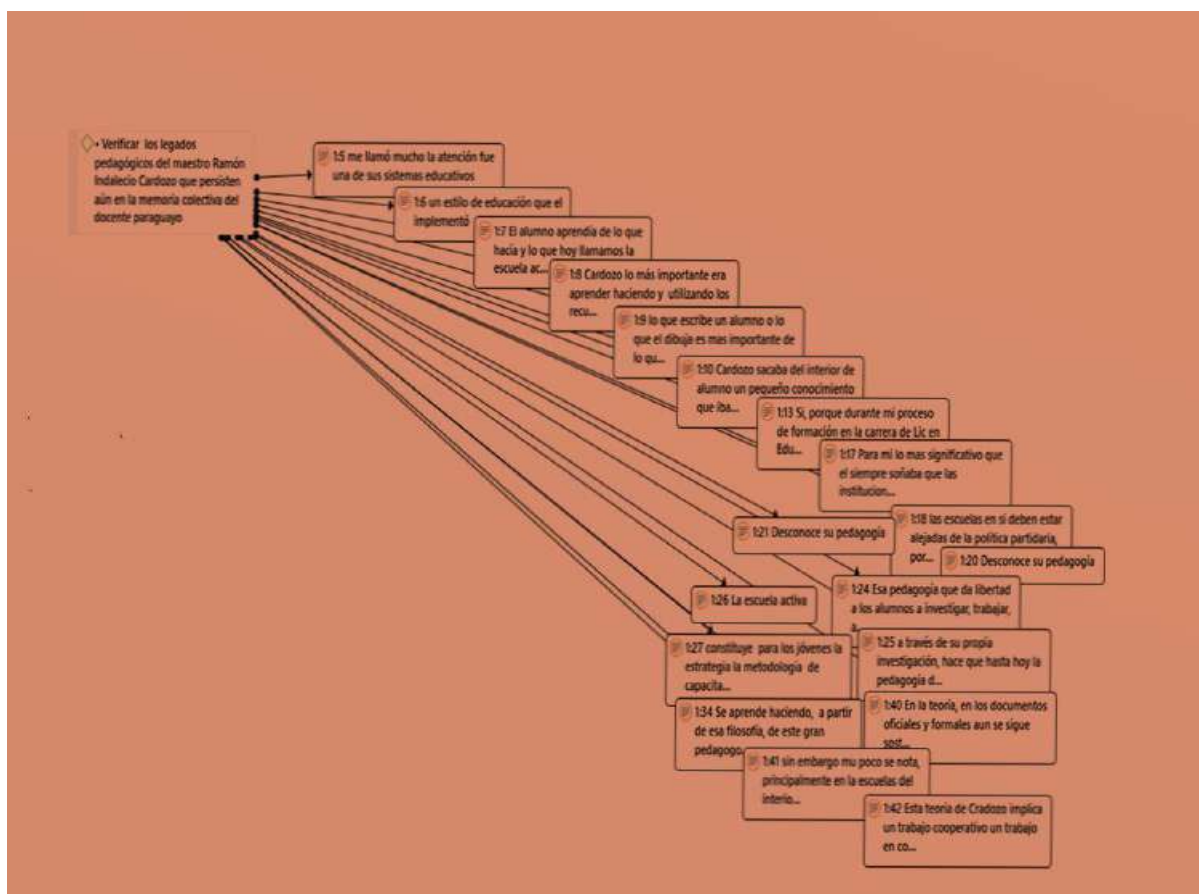 Verificar los legados
pedagógicos del maestro Ramón
Indalecio Cardozo que persisten
aún en la memoria colectiva del
docente paraguayo
1:5 me llamó mucho la atención fue
una de sus sistemas educativos
1:6 un estilo de educación que el
implementó
1:7 El alumno aprendía de lo que
hacía y lo que hoy llamamos la
escuela ac...
1:8 Cardozo lo más importante era
aprender haciendo y utilizando los
recu...
1:9 lo que escribe un alumno o lo
que el dibuja es mas importante de
lo qu...
1:10 Cardozo sacaba del interior de
alumno un pequeño conocimiento
que iba...
1:13 Si, porque durante mi proceso
de formación en la carrera de Lic en
Edu...
1:17 Para mí lo mas significativo que
el siempre soñaba que las
institucion...
1:18 las escuelas en sí deben estar
alejadas de la política partidaria,
por...
1:21 Desconoce su pedagogía
1:20 Desconoce su pedagogía
1:24 Esa pedagogía que da libertad
a los alumnos a investigar, trabajar,
a...
1:26 La escuela activa
1:25 a través de su propia
investigación, hace que hasta hoy la
pedagogía d...
1:27 constituye para los jóvenes la
estrategia la metodología de
capacita...
1:34 Se aprende haciendo, a partir
de esa filosofía, de este gran
pedagogo
1:40 En la teoría, en los documentos
oficiales y formales aun se sigue
sost...
1:41 sin embargo mu poco se nota,
principalmente en la escuelas del
interio...
1:42 Esta teoria de Cradozo implica
un trabajo cooperativo un trabajo
en co...